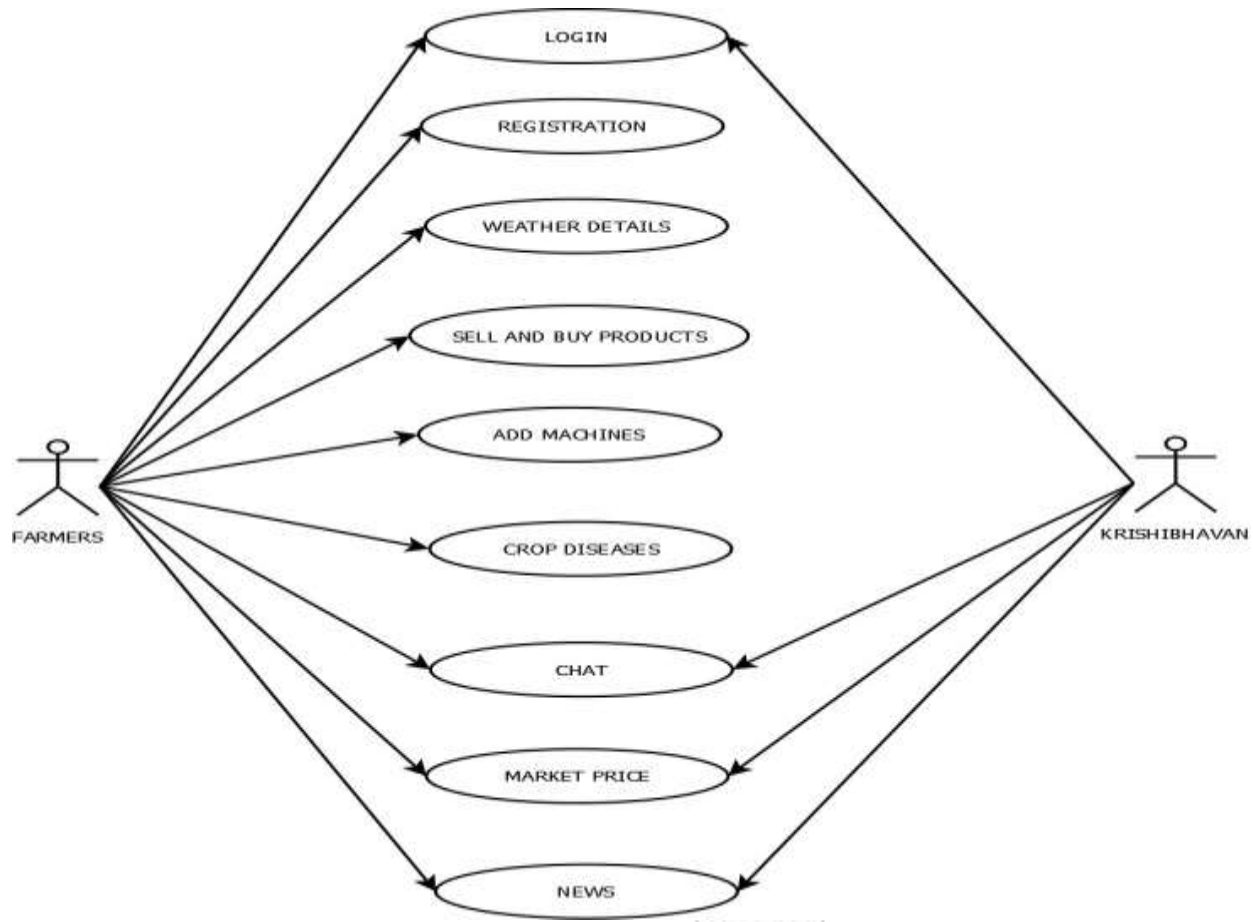 LOGIN
REGISTRATION
WEATHER DETAILS
SELL AND BUY PRODUCTS
ADD MACHINES
FARMERS
KRISHIBHAVAN
CROP DISEASES
CHAT
MARKET PRICE
NEWS